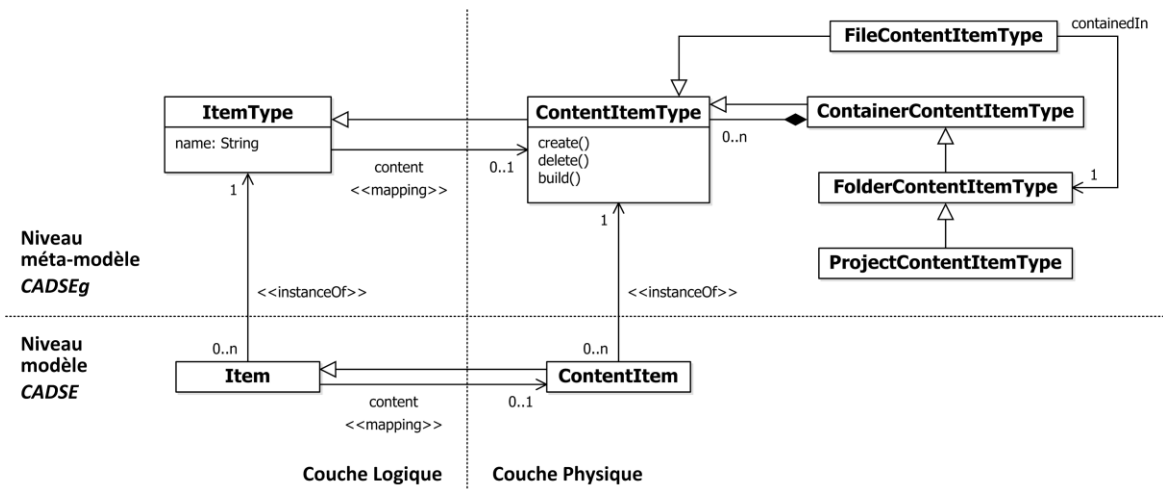 FileContentItemType
containedIn
ItemType
name: String
ContentItemType
create()
delete()
build()
ContainerContentItemType
0..n
content
<<mapping>>
0..1
1
1
FolderContentItemType
1
ProjectContentItemType
Niveau
méta-modèle
CADSEg
<<instanceOf>>
<<instanceOf>>
Niveau
modèle
CADSE
0..n
0..n
Item
ContentItem
content
<<mapping>>
0..1
Couche Logique
Couche Physique